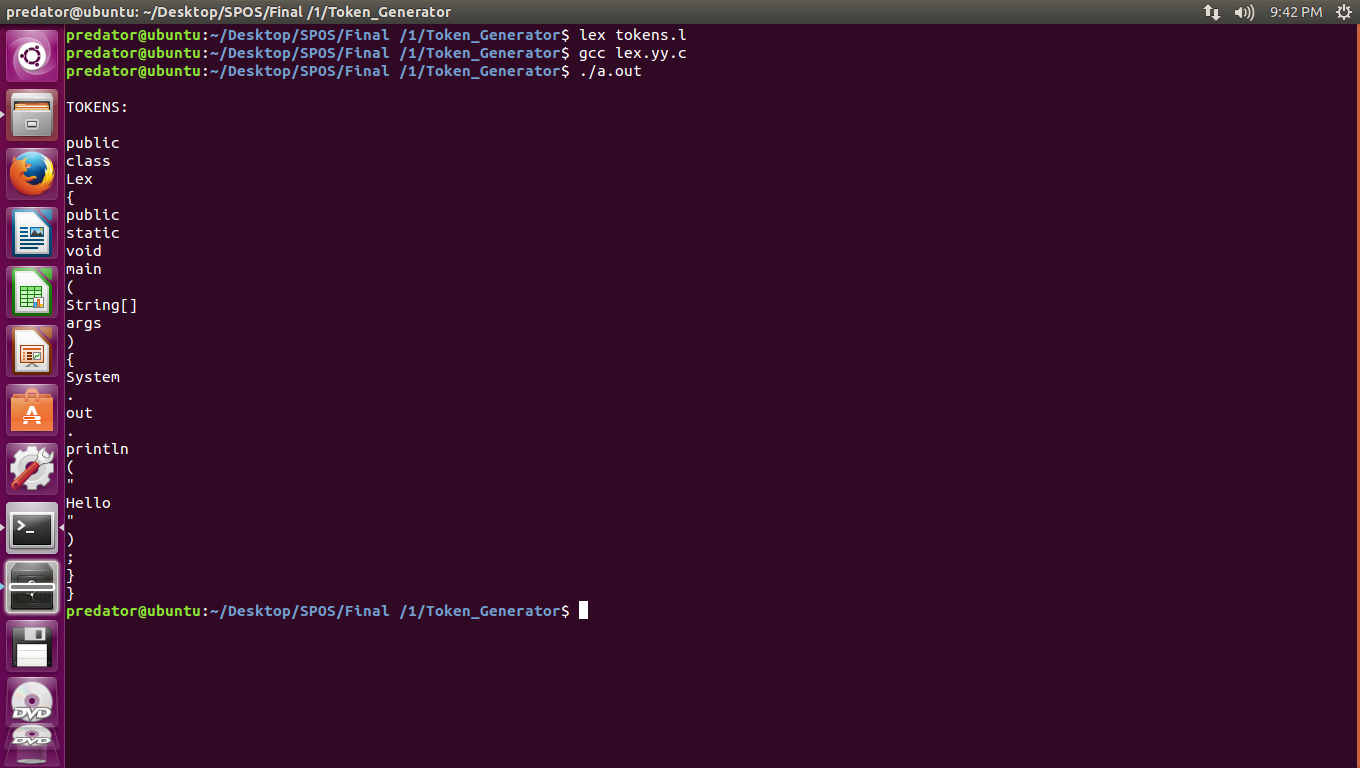 predator@ubuntu: ~/Desktop/SPOS/Final /1/Token_Generator 9:42 PM
predator@ubuntu:~/Desktop/SPOS/Final /1/Token_Generator$ lex tokens.l
predator@ubuntu:~/Desktop/SPOS/Final /1/Token_Generator$ gcc lex.yy.c
predator@ubuntu:~/Desktop/SPOS/Final /1/Token_Generator$ ./a.out
TOKENS:
public
class
Lex
{
public
static
void
main
(
String[]
args
)
{
System
.
out
.
println
(
"
Hello
"
)
;
}
}
predator@ubuntu:~/Desktop/SPOS/Final /1/Token_Generator$
DVD
DVD